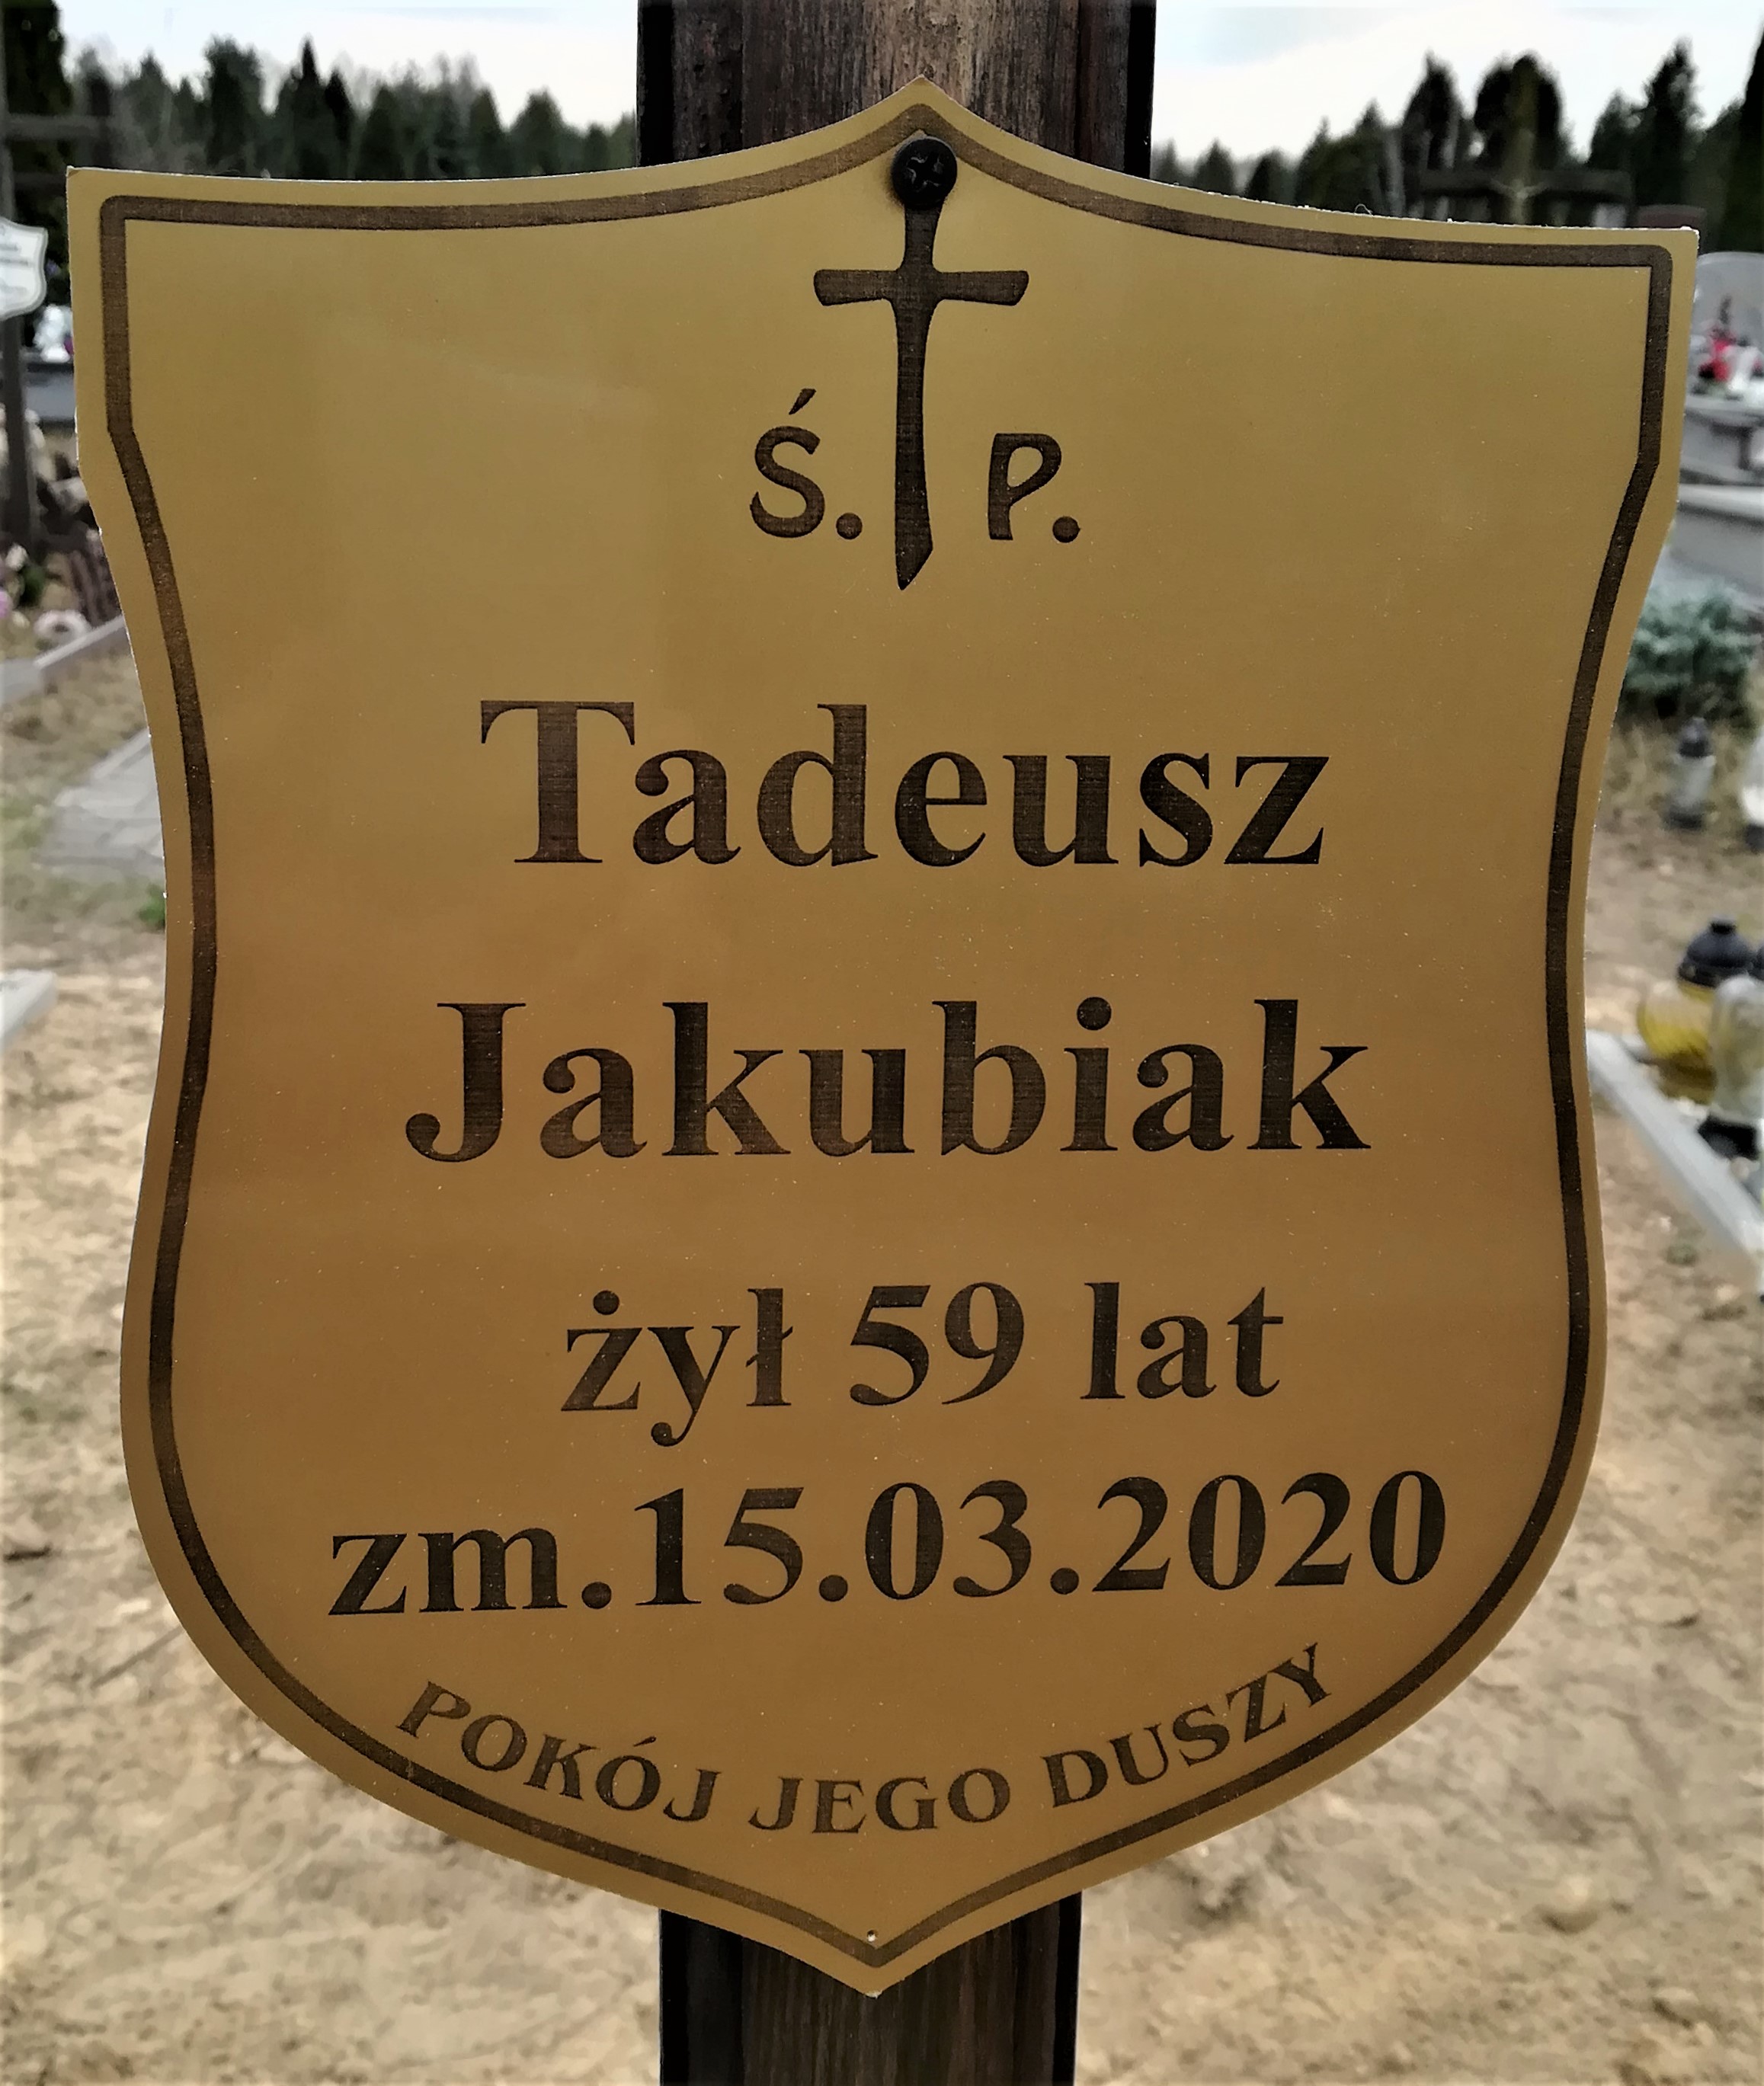 Ś. P.
Tadeusz
Jakubiak
żył 59 lat
zm.15.03.2020
POKÓJ JEGO DUSZY